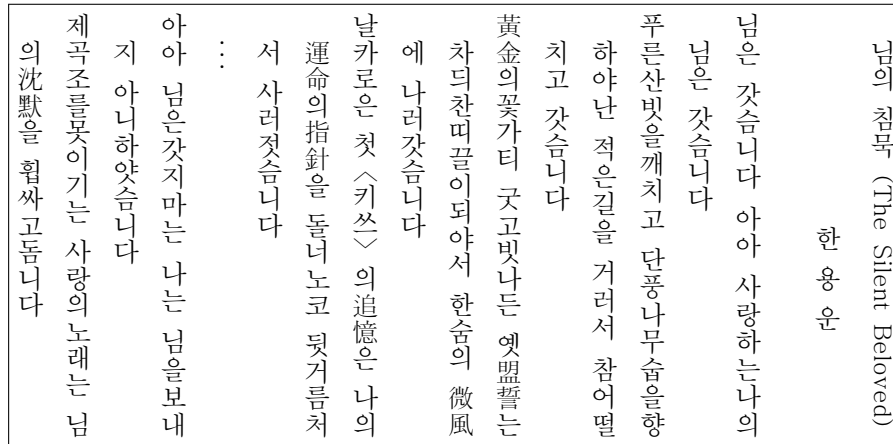 님의 침묵 (The Silent Beloved)
한 용 운
님은 갓슴니다 아아 사랑하는나의
님은 갓슴니다
푸른산빗을깨치고 단풍나무숩을향
하야난 적은길을 거러서 참어떨
치고 갓슴니다
黃金의꽃가티 굿고빗나든 옛盟誓는
차듸찬띠끌이되야서 한숨의 微風
에 나러갓슴니다
날카로은 첫〈키쓰〉의追憶은 나의
運命의指針을 돌너노코 뒷거름처
서 사러젓슴니다
⋯
아아 님은갓지마는 나는 님을보내
지 아니하얏슴니다
제곡조를못이기는 사랑의노래는 님
의沈默을 휩싸고돔니다